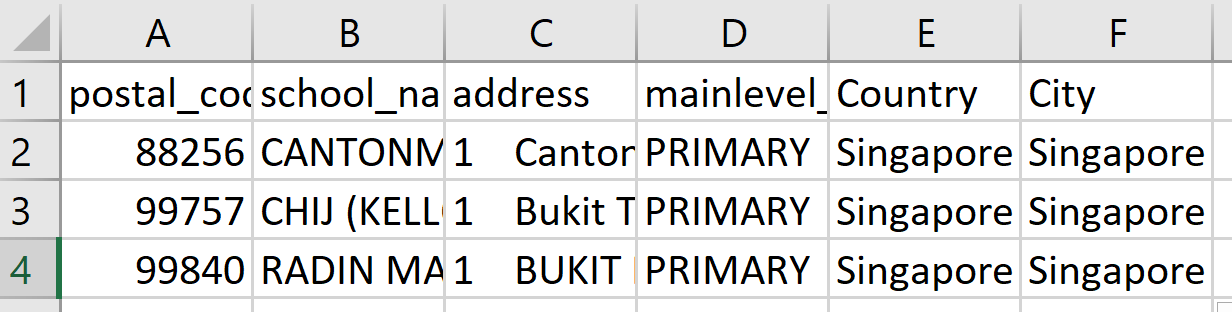 A B C D E F
1 postal_cod school_na address mainlevel_ Country City
2 88256 CANTONM 1 Canton PRIMARY Singapore Singapore
3 99757 CHIJ (KELL 1 Bukit T PRIMARY Singapore Singapore
4 99840 RADIN MA 1 BUKIT PRIMARY Singapore Singapore